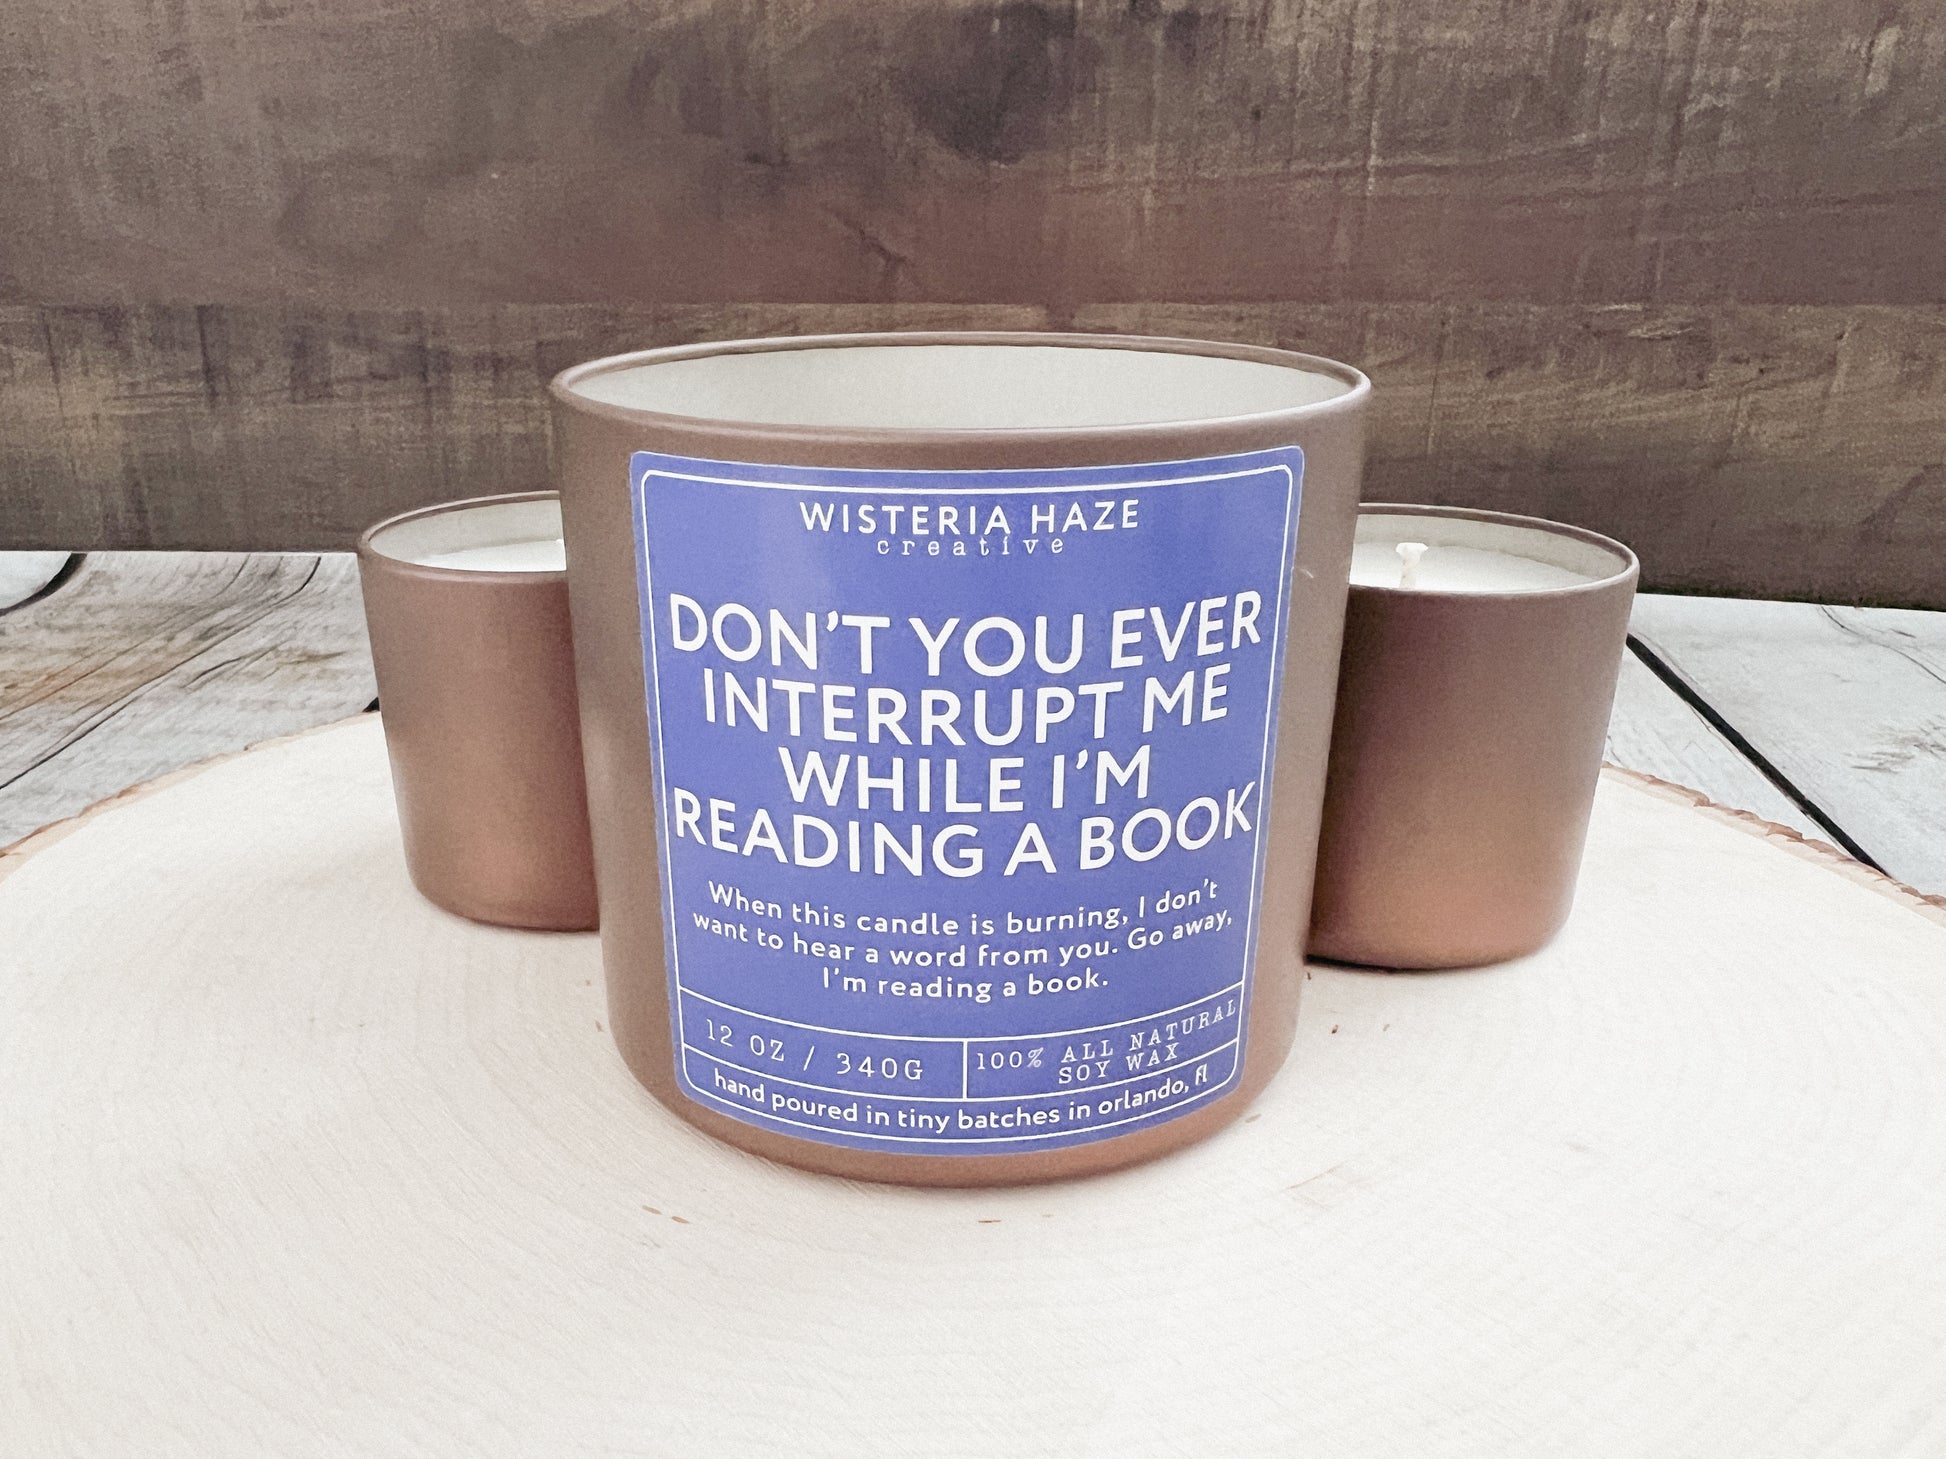 WISTERIA HAZE
creative
DON'T YOU EVER
INTERRUPT ME
WHILE I'M
READING A BOOK
When this candle is burning, I don't
want to hear a word from you. Go away,
I'm reading a book.
12 OZ / 340G
100% ALL NATURAL
SOY WAX
hand poured in tiny batches in orlando, fl